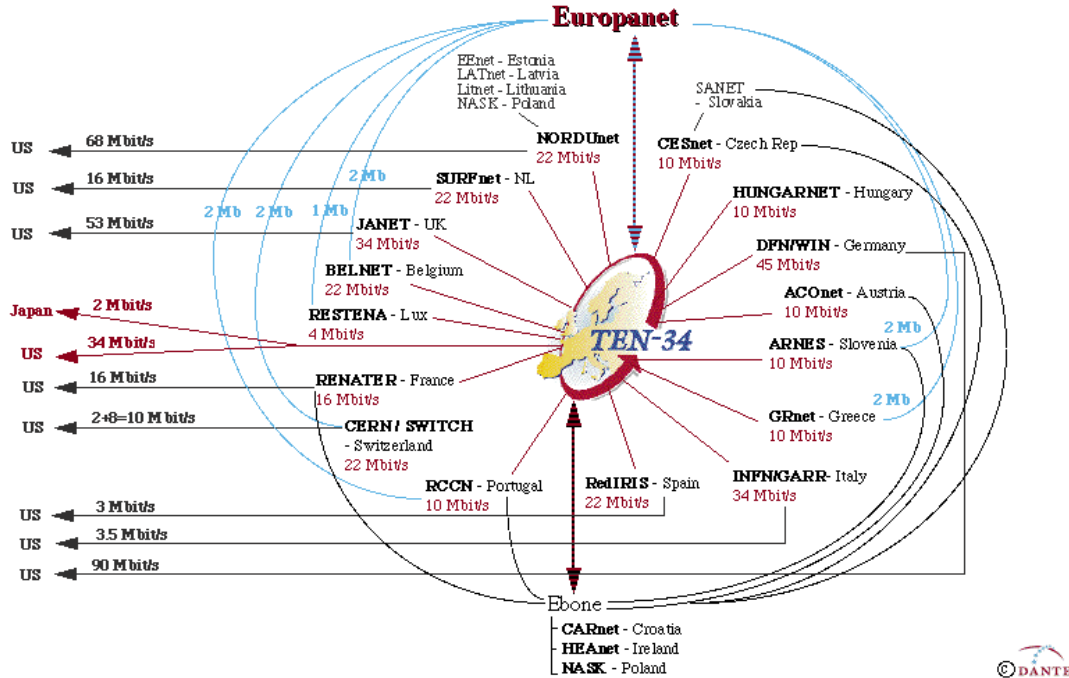 Europanet
EEnet - Estonia
LATnet - Latvia
Litnet - Lithuania
NASK - Poland
SANET
- Slovakia
US
68 Mbit/s
NORDUnet
22 Mbit/s
CESnet - Czech Rep
10 Mbit/s
US
16 Mbit/s
2 Mb
SURFnet - NL
22 Mbit/s
HUNGARNET - Hungary
10 Mbit/s
2 Mb
2 Mb
1 Mb
US
53 Mbit/s
JANET - UK
34 Mbit/s
DFN/WIN - Germany
45 Mbit/s
BELNET - Belgium
22 Mbit/s
ACOnet - Austria
10 Mbit/s
Japan
2 Mbit/s
RESTENA - Lux
4 Mbit/s
2 Mb
TEN-34
ARNES - Slovenia
10 Mbit/s
US
34 Mbit/s
US
16 Mbit/s
RENATER - France
16 Mbit/s
2 Mb
US
2+8=10 Mbit/s
CERN / SWITCH
- Switzerland
22 Mbit/s
GRnet - Greece
10 Mbit/s
RCCN - Portugal
10 Mbit/s
RedIRIS - Spain
22 Mbit/s
INFN/GARR- Italy
34 Mbit/s
US
3 Mbit/s
US
3.5 Mbit/s
US
90 Mbit/s
Ebone
CARnet - Croatia
HEAnet - Ireland
NASK - Poland
© DANTE